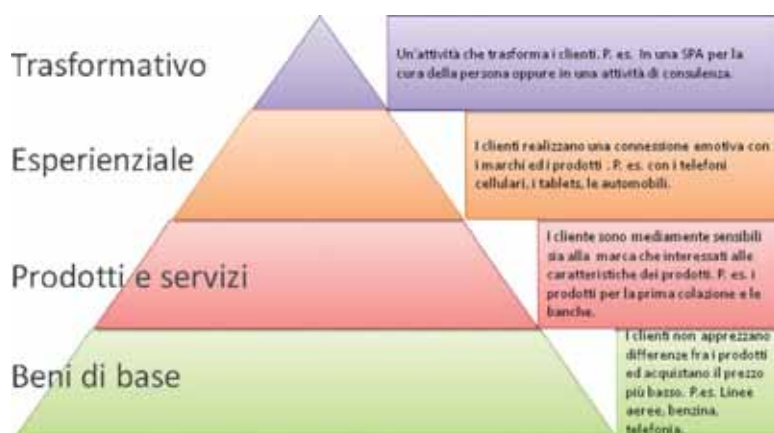 Trasformativo
Un'attività che trasforma i clienti. P. es. In una SPA per la
cura della persona oppure in una attività di consulenza.
Esperienziale
I clienti realizzano una connessione emotiva con
i marchi ed i prodotti . P. es. con i telefoni
cellulari, i tablets, le automobili.
Prodotti e servizi
I cliente sono mediamente sensibili
sia alla marca che interessati alle
caratteristiche dei prodotti. P. es. i
prodotti per la prima colazione e le
banche.
Beni di base
I clienti non apprezzano
differenze fra i prodotti
ed acquistano il prezzo
più basso. P.es. Linee
aeree, benzina,
telefonia.